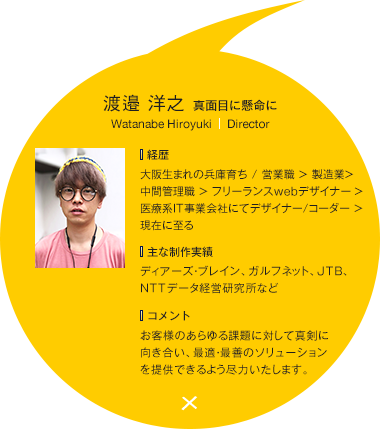 渡邉 洋之 真面目に懸命に
Watanabe Hiroyuki | Director
経歴
大阪生まれの兵庫育ち / 営業職 > 製造業>
中間管理職 > フリーランスwebデザイナー >
医療系IT事業会社にてデザイナー/コーダー >
現在に至る
主な制作実績
ディアーズ・ブレイン、ガルフネット、JTB、
NTTデータ経営研究所など
コメント
お客様のあらゆる課題に対して真剣に
向き合い、最適・最善のソリューション
を提供できるよう尽力いたします。